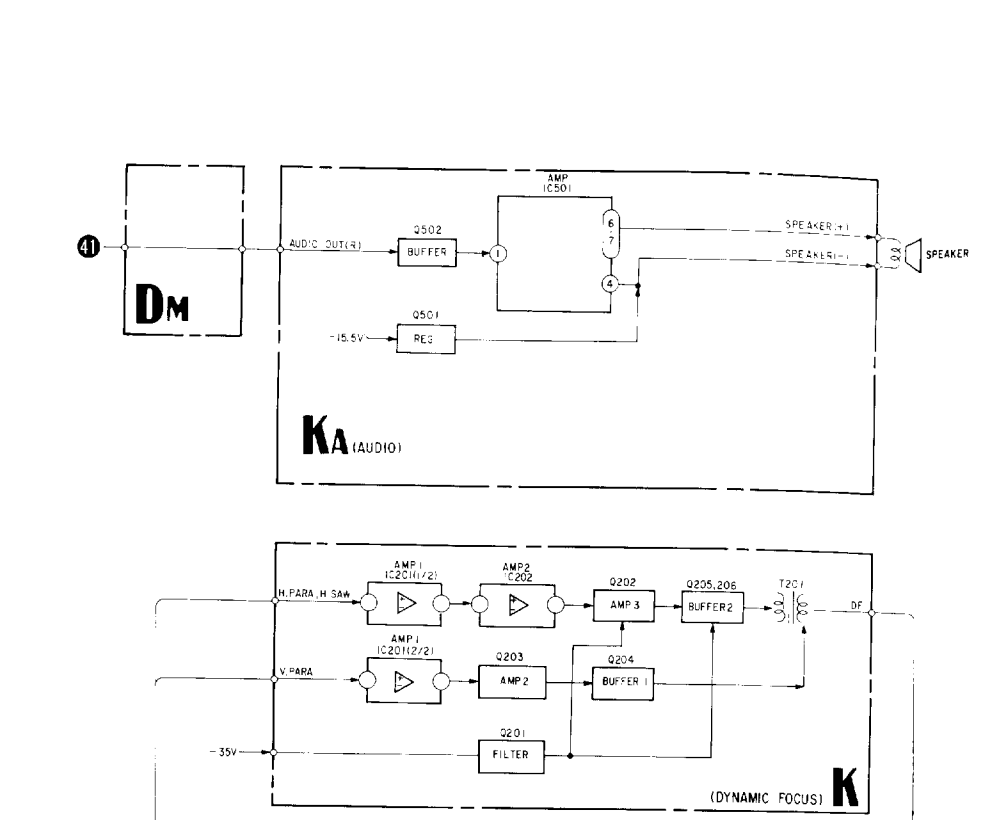 AMP
IC501
Q502
BUFFER
41
AUDIO OUT(R)
1
6
7
4
SPEAKER(+)
SPEAKER(-)
SPEAKER
DM
Q501
-15.5V
REG
KA (AUDIO)
AMP1
IC201(1/2)
AMP2
IC202
Q202
AMP3
Q205,206
BUFFER2
T201
DF
H.PARA, H SAW
AMP1
IC201(2/2)
Q203
AMP2
Q204
BUFFER 1
V.PARA
Q201
-35V
FILTER
(DYNAMIC FOCUS) K